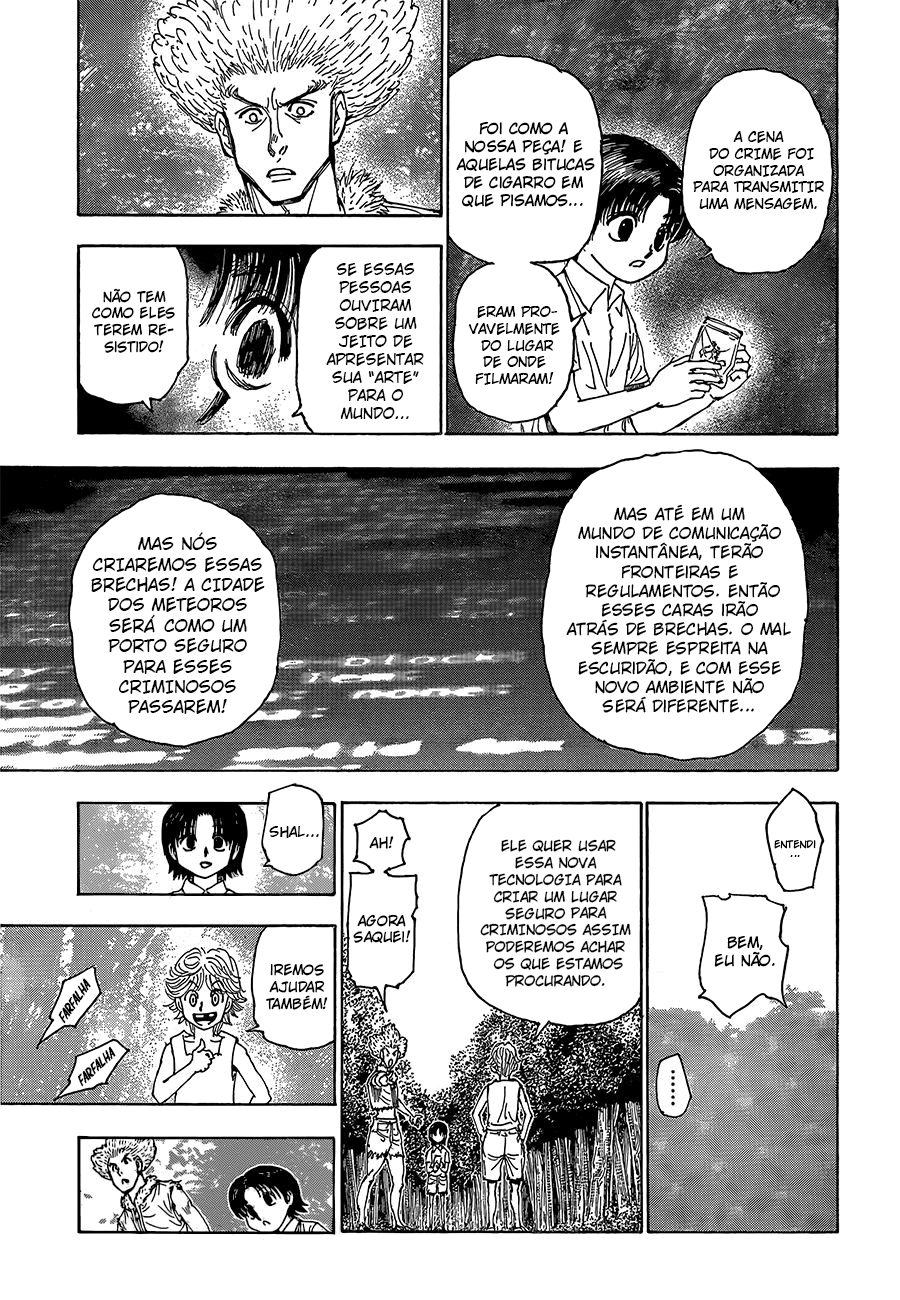 A CENA
DO CRIME FOI
ORGANIZADA
PARA TRANSMITIR
UMA MENSAGEM.
FOI COMO A
NOSSA PEÇA! E
AQUELAS BITUCAS
DE CIGARRO EM
QUE PISAMOS...
ERAM PRO-
VAVELMENTE
DO LUGAR
DE ONDE
FILMARAM!
SE ESSAS
PESSOAS
OUVIRAM
SOBRE UM
JEITO DE
APRESENTAR
SUA "ARTE"
PARA O
MUNDO...
NÃO TEM
COMO ELES
TEREM RE-
SISTIDO!
MAS ATÉ EM UM
MUNDO DE COMUNICAÇÃO
INSTANTÂNEA, TERÃO
FRONTEIRAS E
REGULAMENTOS. ENTÃO
ESSES CARAS IRÃO
ATRÁS DE BRECHAS. O MAL
SEMPRE ESPREITA NA
ESCURIDÃO, E COM ESSE
NOVO AMBIENTE NÃO
SERÁ DIFERENTE...
MAS NÓS
CRIAREMOS ESSAS
BRECHAS! A CIDADE
DOS METEOROS
SERÁ COMO UM
PORTO SEGURO
PARA ESSES
CRIMINOSOS
PASSAREM!
Block
none
13
ENTENDI
...
BEM,
EU NÃO.
......
ELE QUER USAR
ESSA NOVA
TECNOLOGIA PARA
CRIAR UM LUGAR
SEGURO PARA
CRIMINOSOS ASSIM
PODEREMOS ACHAR
OS QUE ESTAMOS
PROCURANDO.
AH!
AGORA
SAQUEI!
SHAL...
IREMOS
AJUDAR
TAMBÉM!
FARFALHA
FARFALHA